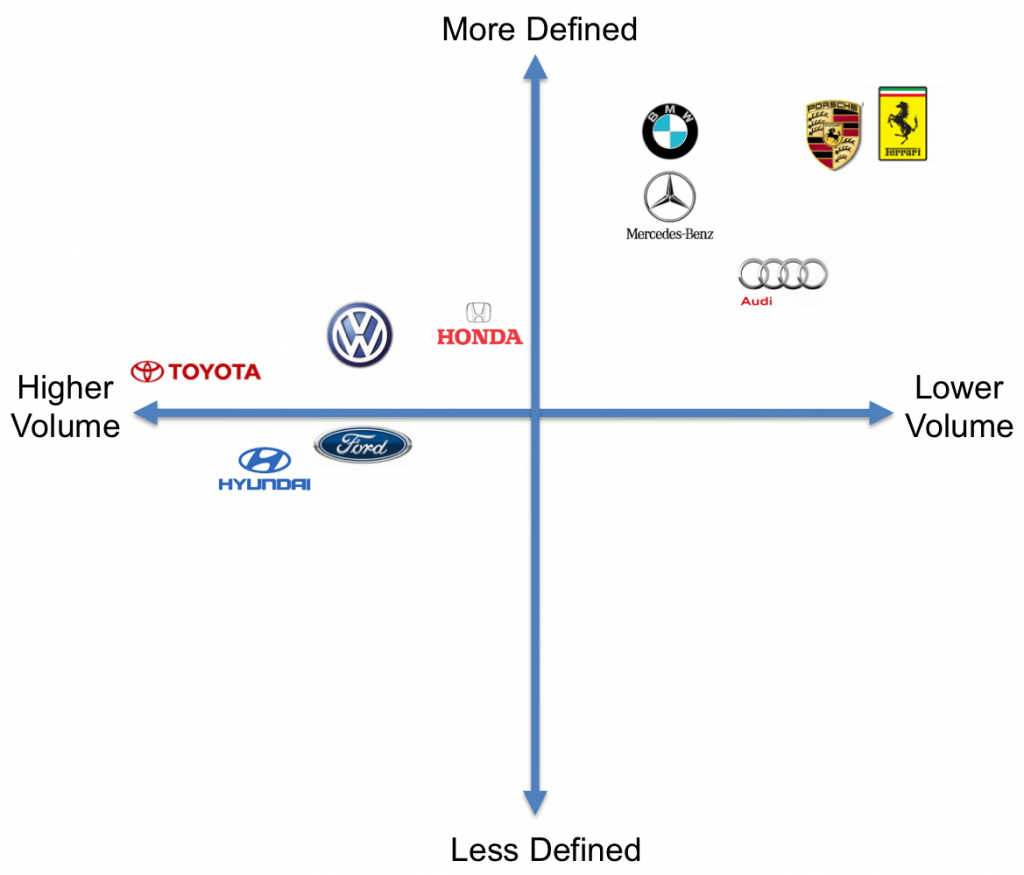 More Defined
BMW
PORSCHE
Ferrari
Mercedes-Benz
Audi
HONDA
TOYOTA
Higher
Volume
Lower
Volume
Ford
HYUNDAI
Less Defined